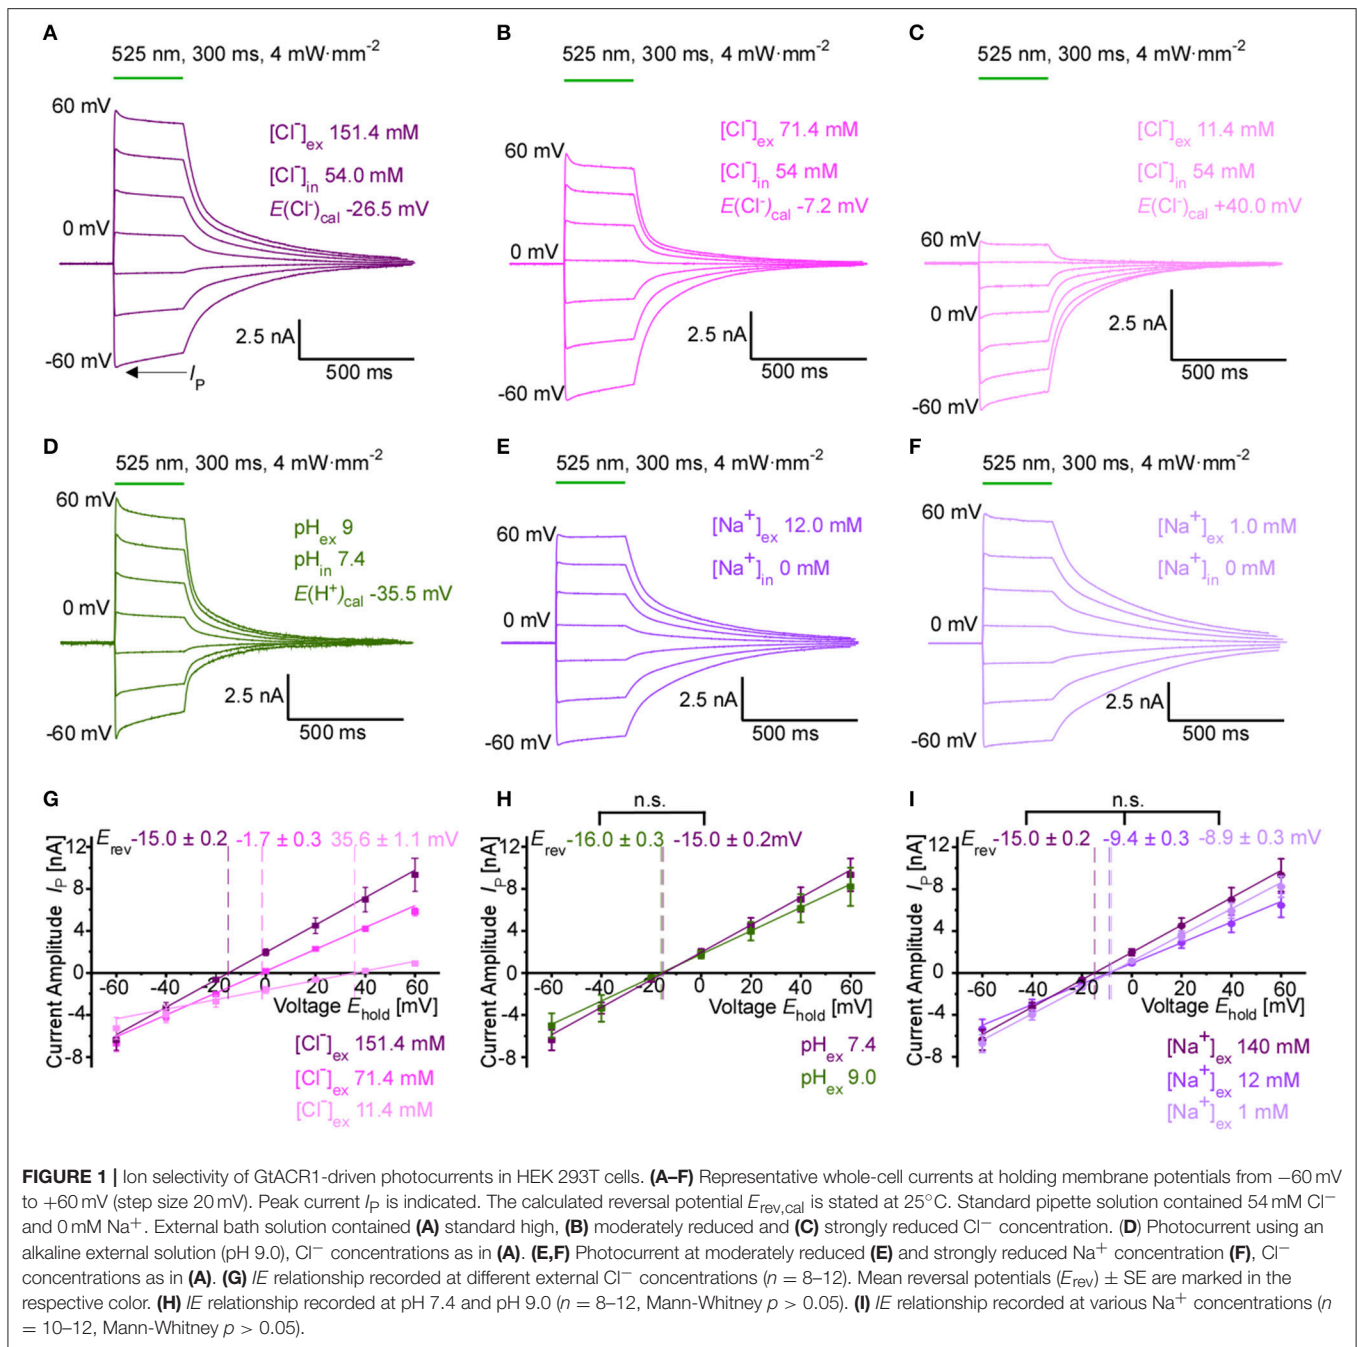 A
525 nm, 300 ms, 4 mW·mm-2
60 mV
[Cl-]ex 151.4 mM
[Cl-]in 54.0 mM
E(Cl-)cal -26.5 mV
0 mV
2.5 nA
500 ms
-60 mV
IP
B
525 nm, 300 ms, 4 mW·mm-2
60 mV
[Cl-]ex 71.4 mM
[Cl-]in 54 mM
E(Cl-)cal -7.2 mV
0 mV
2.5 nA
500 ms
-60 mV
C
525 nm, 300 ms, 4 mW·mm-2
[Cl-]ex 11.4 mM
[Cl-]in 54 mM
E(Cl-)cal +40.0 mV
60 mV
0 mV
2.5 nA
500 ms
-60 mV
D
525 nm, 300 ms, 4 mW·mm-2
60 mV
pHex 9
pHin 7.4
E(H+)cal -35.5 mV
0 mV
2.5 nA
500 ms
-60 mV
E
525 nm, 300 ms, 4 mW·mm-2
60 mV
[Na+]ex 12.0 mM
[Na+]in 0 mM
0 mV
2.5 nA
500 ms
-60 mV
F
525 nm, 300 ms, 4 mW·mm-2
60 mV
[Na+]ex 1.0 mM
[Na+]in 0 mM
0 mV
2.5 nA
500 ms
-60 mV
G
Current Amplitude IP [nA]
12
8
4
0
-4
-8
Erev -15.0 ± 0.2 -1.7 ± 0.3 35.6 ± 1.1 mV
-60 -40 -20 0 20 40 60
Voltage Ehold [mV]
[Cl-]ex 151.4 mM
[Cl-]ex 71.4 mM
[Cl-]ex 11.4 mM
H
n.s.
Current Amplitude IP [nA]
12
8
4
0
-4
-8
Erev -16.0 ± 0.3 -15.0 ± 0.2mV
-60 -40 -20 0 20 40 60
Voltage Ehold [mV]
pHex 7.4
pHex 9.0
I
n.s.
Current Amplitude IP [nA]
12
8
4
0
-4
-8
Erev -15.0 ± 0.2 -9.4 ± 0.3 -8.9 ± 0.3 mV
-60 -40 -20 0 20 40 60
Voltage Ehold [mV]
[Na+]ex 140 mM
[Na+]ex 12 mM
[Na+]ex 1 mM
FIGURE 1 | Ion selectivity of GtACR1-driven photocurrents in HEK 293T cells. (A–F) Representative whole-cell currents at holding membrane potentials from −60 mV
to +60 mV (step size 20 mV). Peak current IP is indicated. The calculated reversal potential Erev,cal is stated at 25°C. Standard pipette solution contained 54 mM Cl−
and 0 mM Na+. External bath solution contained (A) standard high, (B) moderately reduced and (C) strongly reduced Cl− concentration. (D) Photocurrent using an
alkaline external solution (pH 9.0), Cl− concentrations as in (A). (E,F) Photocurrent at moderately reduced (E) and strongly reduced Na+ concentration (F), Cl−
concentrations as in (A). (G) IE relationship recorded at different external Cl− concentrations (n = 8–12). Mean reversal potentials (Erev) ± SE are marked in the
respective color. (H) IE relationship recorded at pH 7.4 and pH 9.0 (n = 8–12, Mann-Whitney p > 0.05). (I) IE relationship recorded at various Na+ concentrations (n
= 10–12, Mann-Whitney p > 0.05).